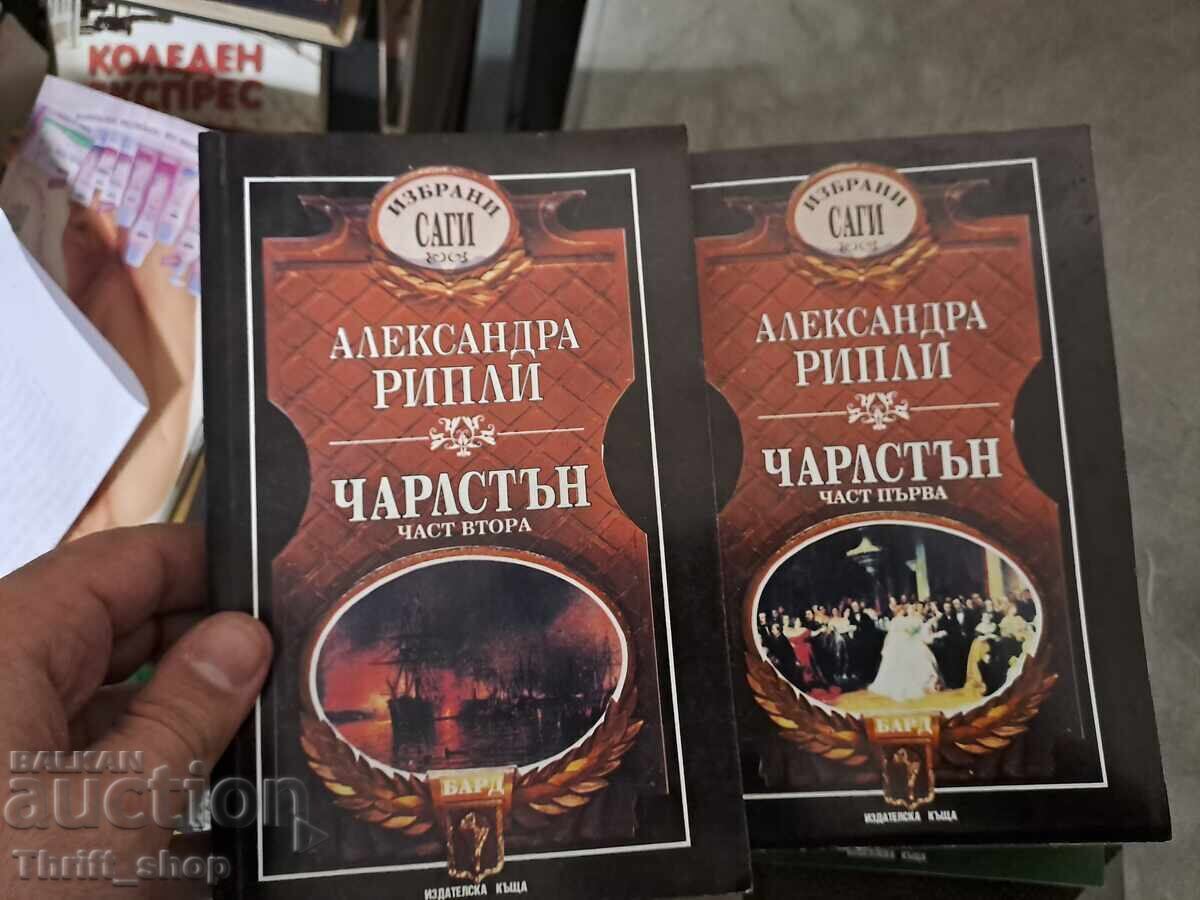 КОЛЕДЕН
ЕКСПРЕС
ИЗБРАНИ
САГИ
АЛЕКСАНДРА
РИПЛИ
ЧАРЛСТЪН
ЧАСТ ВТОРА
БАРД
ИЗДАТЕЛСКА КЪЩА
ИЗБРАНИ
САГИ
АЛЕКСАНДРА
РИПЛИ
ЧАРЛСТЪН
ЧАСТ ПЪРВА
БАРД
ИЗДАТЕЛСКА КЪЩА
BALKAN
auction
Thrift_shop